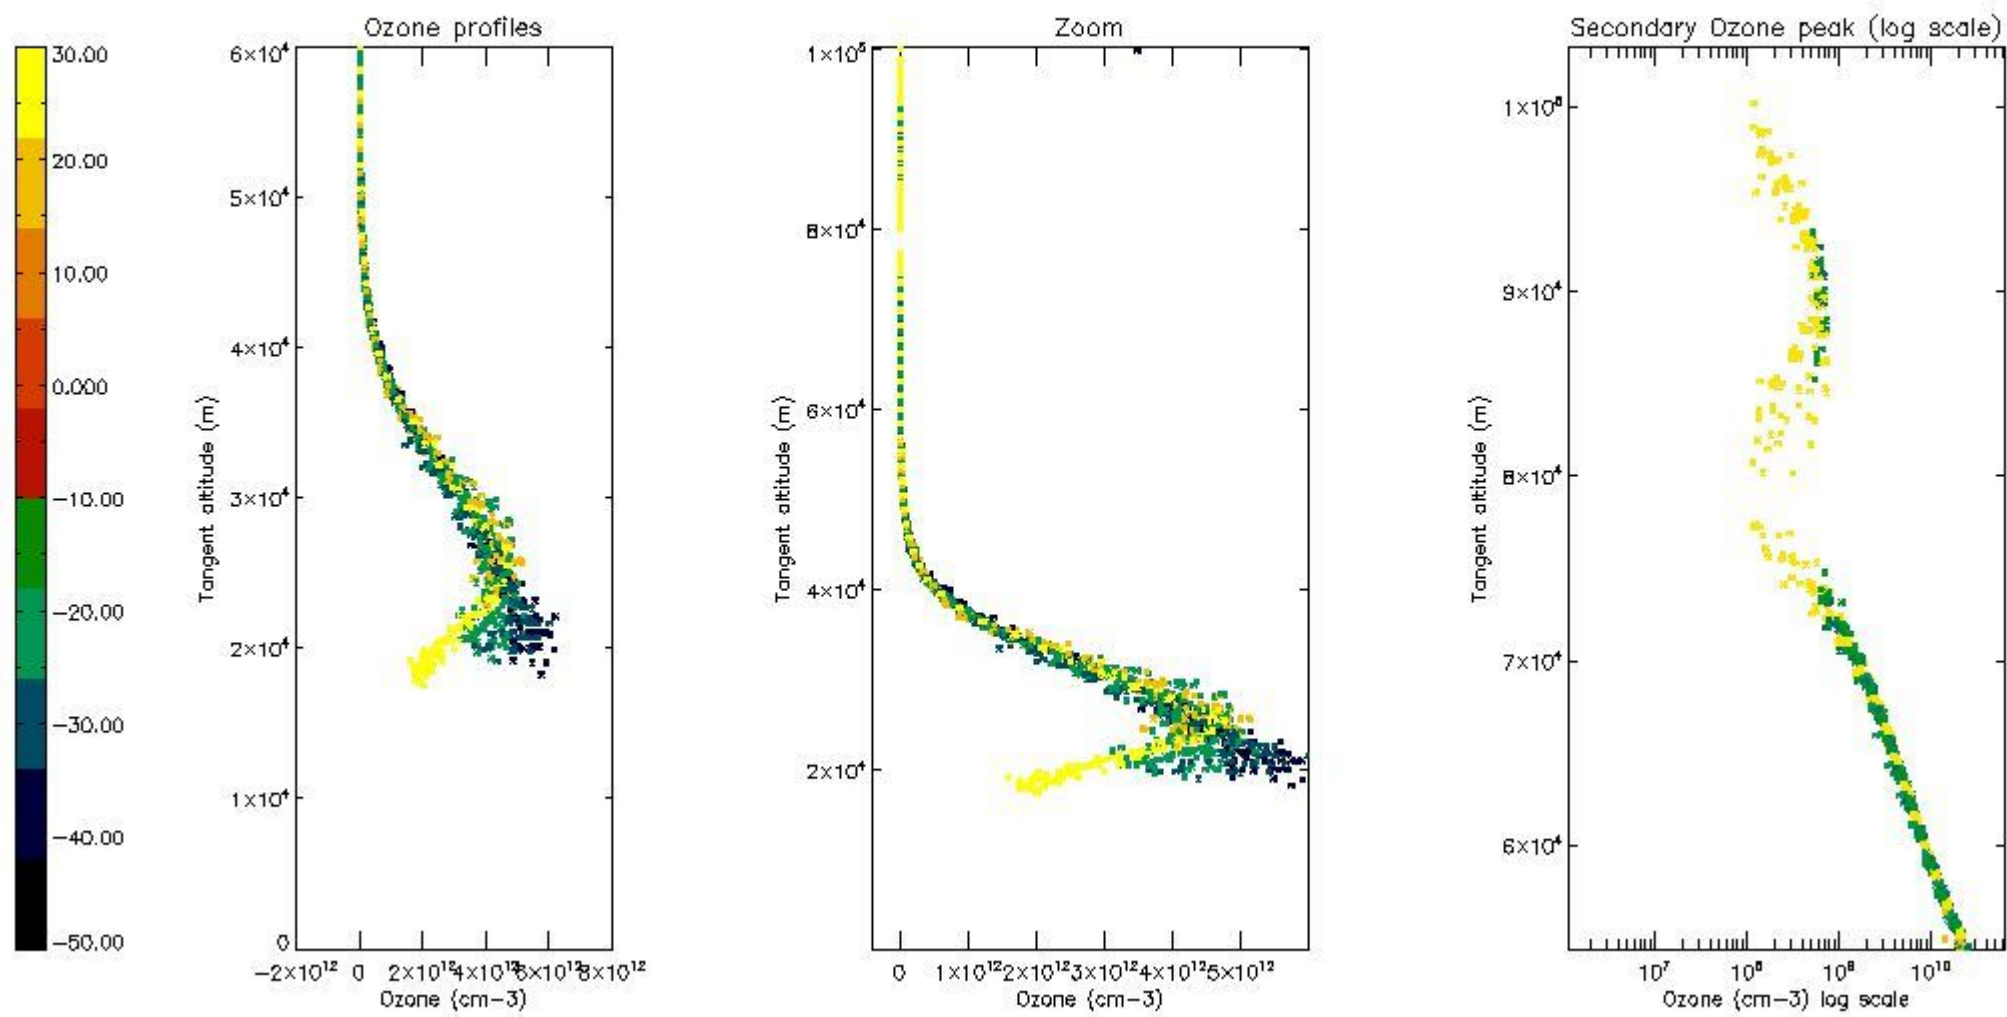 Ozone profiles
Zoom
Secondary Ozone peak (log scale)
30.00
20.00
10.00
0.000
−10.00
−20.00
−30.00
−40.00
−50.00
Tangent altitude (m)
6×10⁴
5×10⁴
4×10⁴
3×10⁴
2×10⁴
1×10⁴
0
−2×10¹² 0 2×10¹² 4×10¹² 6×10¹² 8×10¹²
Ozone (cm−3)
Tangent altitude (m)
1×10⁵
8×10⁴
6×10⁴
4×10⁴
2×10⁴
0 1×10¹² 2×10¹² 3×10¹² 4×10¹² 5×10¹²
Ozone (cm−3)
Tangent altitude (m)
1×10⁵
9×10⁴
8×10⁴
7×10⁴
6×10⁴
10⁷ 10⁸ 10⁹ 10¹⁰
Ozone (cm−3) log scale